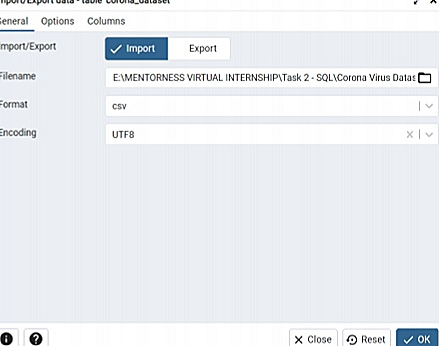 Import/Export data - table 'corona_dataset'
General Options Columns
Import/Export Import Export
Filename E:\MENTORNESS VIRTUAL INTERNSHIP\Task 2 - SQL\Corona Virus Datas
Format csv
Encoding UTF8
Close Reset OK